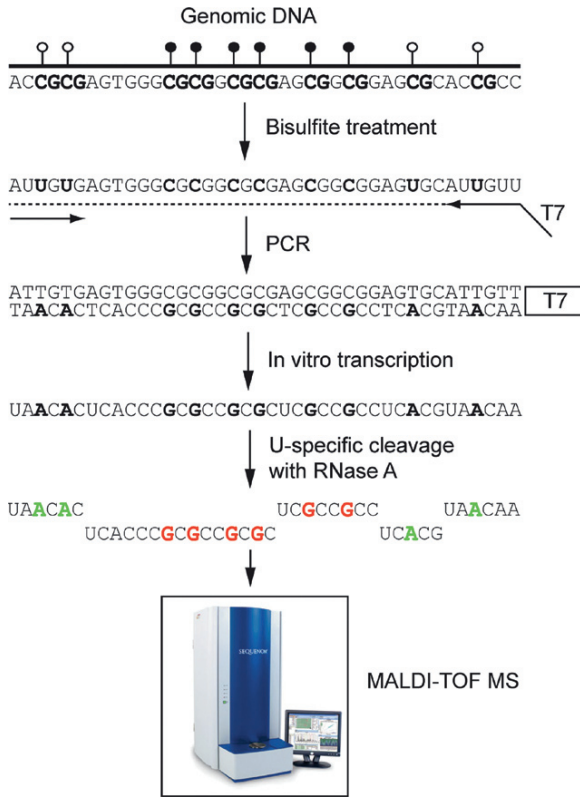 Genomic DNA
ACCGCGAGTGGGCGCGGCGCGAGCGGCGGAGCGCACCGCC
Bisulfite treatment
AUUGUGAGTGGGCGCGGCGCGAGCGGCGGAGUGCAUUGUU
T7
PCR
ATTGTGAGTGGGCGCGGCGCGAGCGGCGGAGTGCATTGTT
TAACACTCACCCGCGCCGCGCTCGCCGCCTCACGTAACAA
T7
In vitro transcription
UAACACUCACCCGCGCCGCGCUCGCCGCCUCACGUAACAA
U-specific cleavage
with RNase A
UAACAC UCGCCGCC UAACAA
UCACCCGCGCCGCGC UCACG
SEQUENOM
MALDI-TOF MS